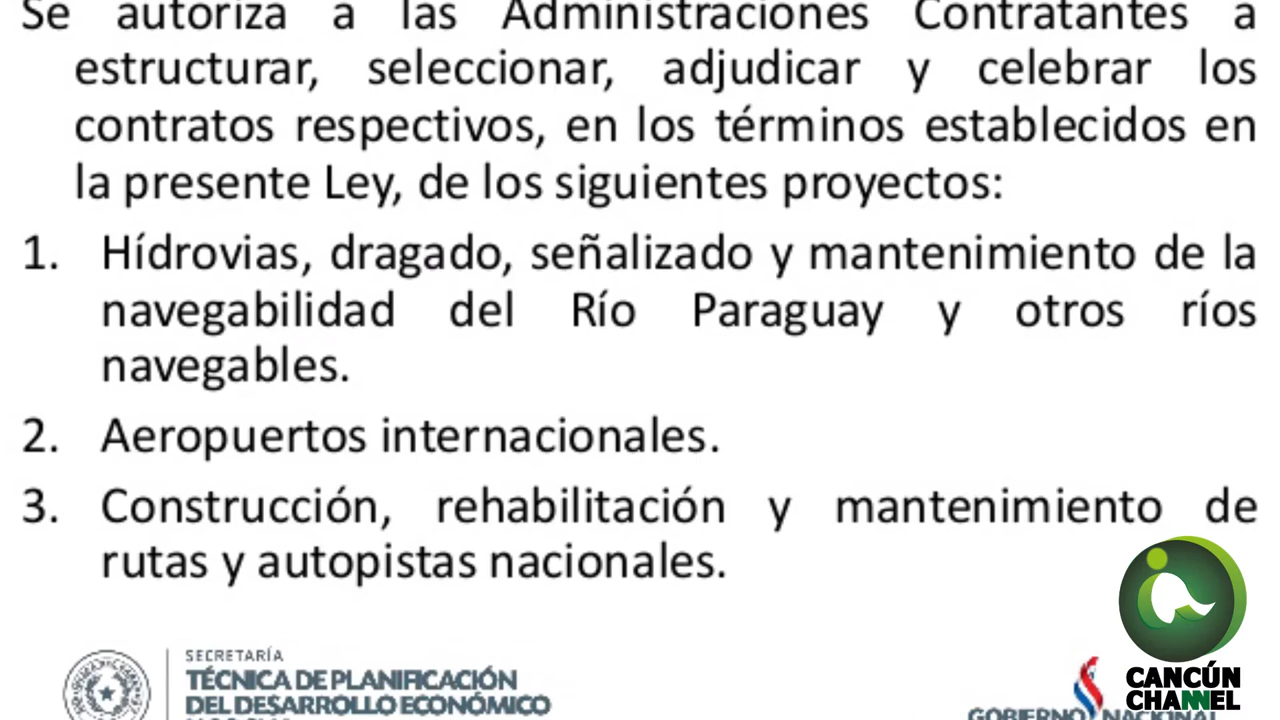 Se autoriza a las Administraciones Contratantes a
estructurar, seleccionar, adjudicar y celebrar los
contratos respectivos, en los términos establecidos en
la presente Ley, de los siguientes proyectos:
1. Hídrovias, dragado, señalizado y mantenimiento de la
navegabilidad del Río Paraguay y otros ríos
navegables.
2. Aeropuertos internacionales.
3. Construcción, rehabilitación y mantenimiento de
rutas y autopistas nacionales.
SECRETARÍA
TÉCNICA DE PLANIFICACIÓN
DEL DESARROLLO ECONÓMICO
GOBIERNO NACIONAL
CANCÚN
CHANNEL